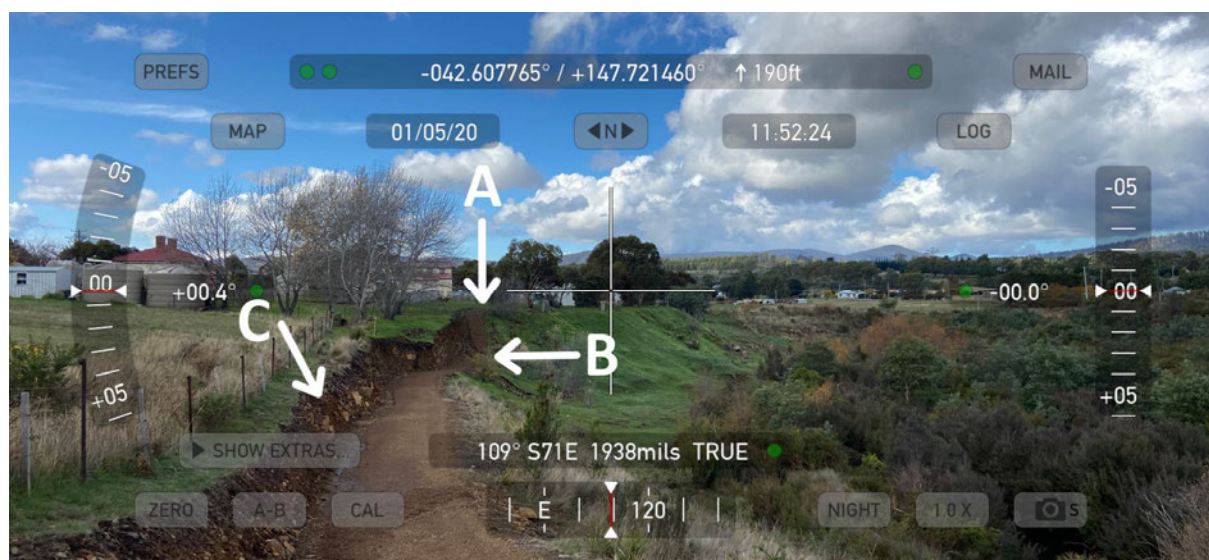 PREFS -042.607765° / +147.721460° ↑ 190ft MAIL
MAP 01/05/20 ◀N▶ 11:52:24 LOG
A
-05 -05
00 +00.4° -00.0° 00
C
B
+05 +05
▶ SHOW EXTRAS... 109° S71E 1938mils TRUE
ZERO A-B CAL E 120 NIGHT 1.0 X S